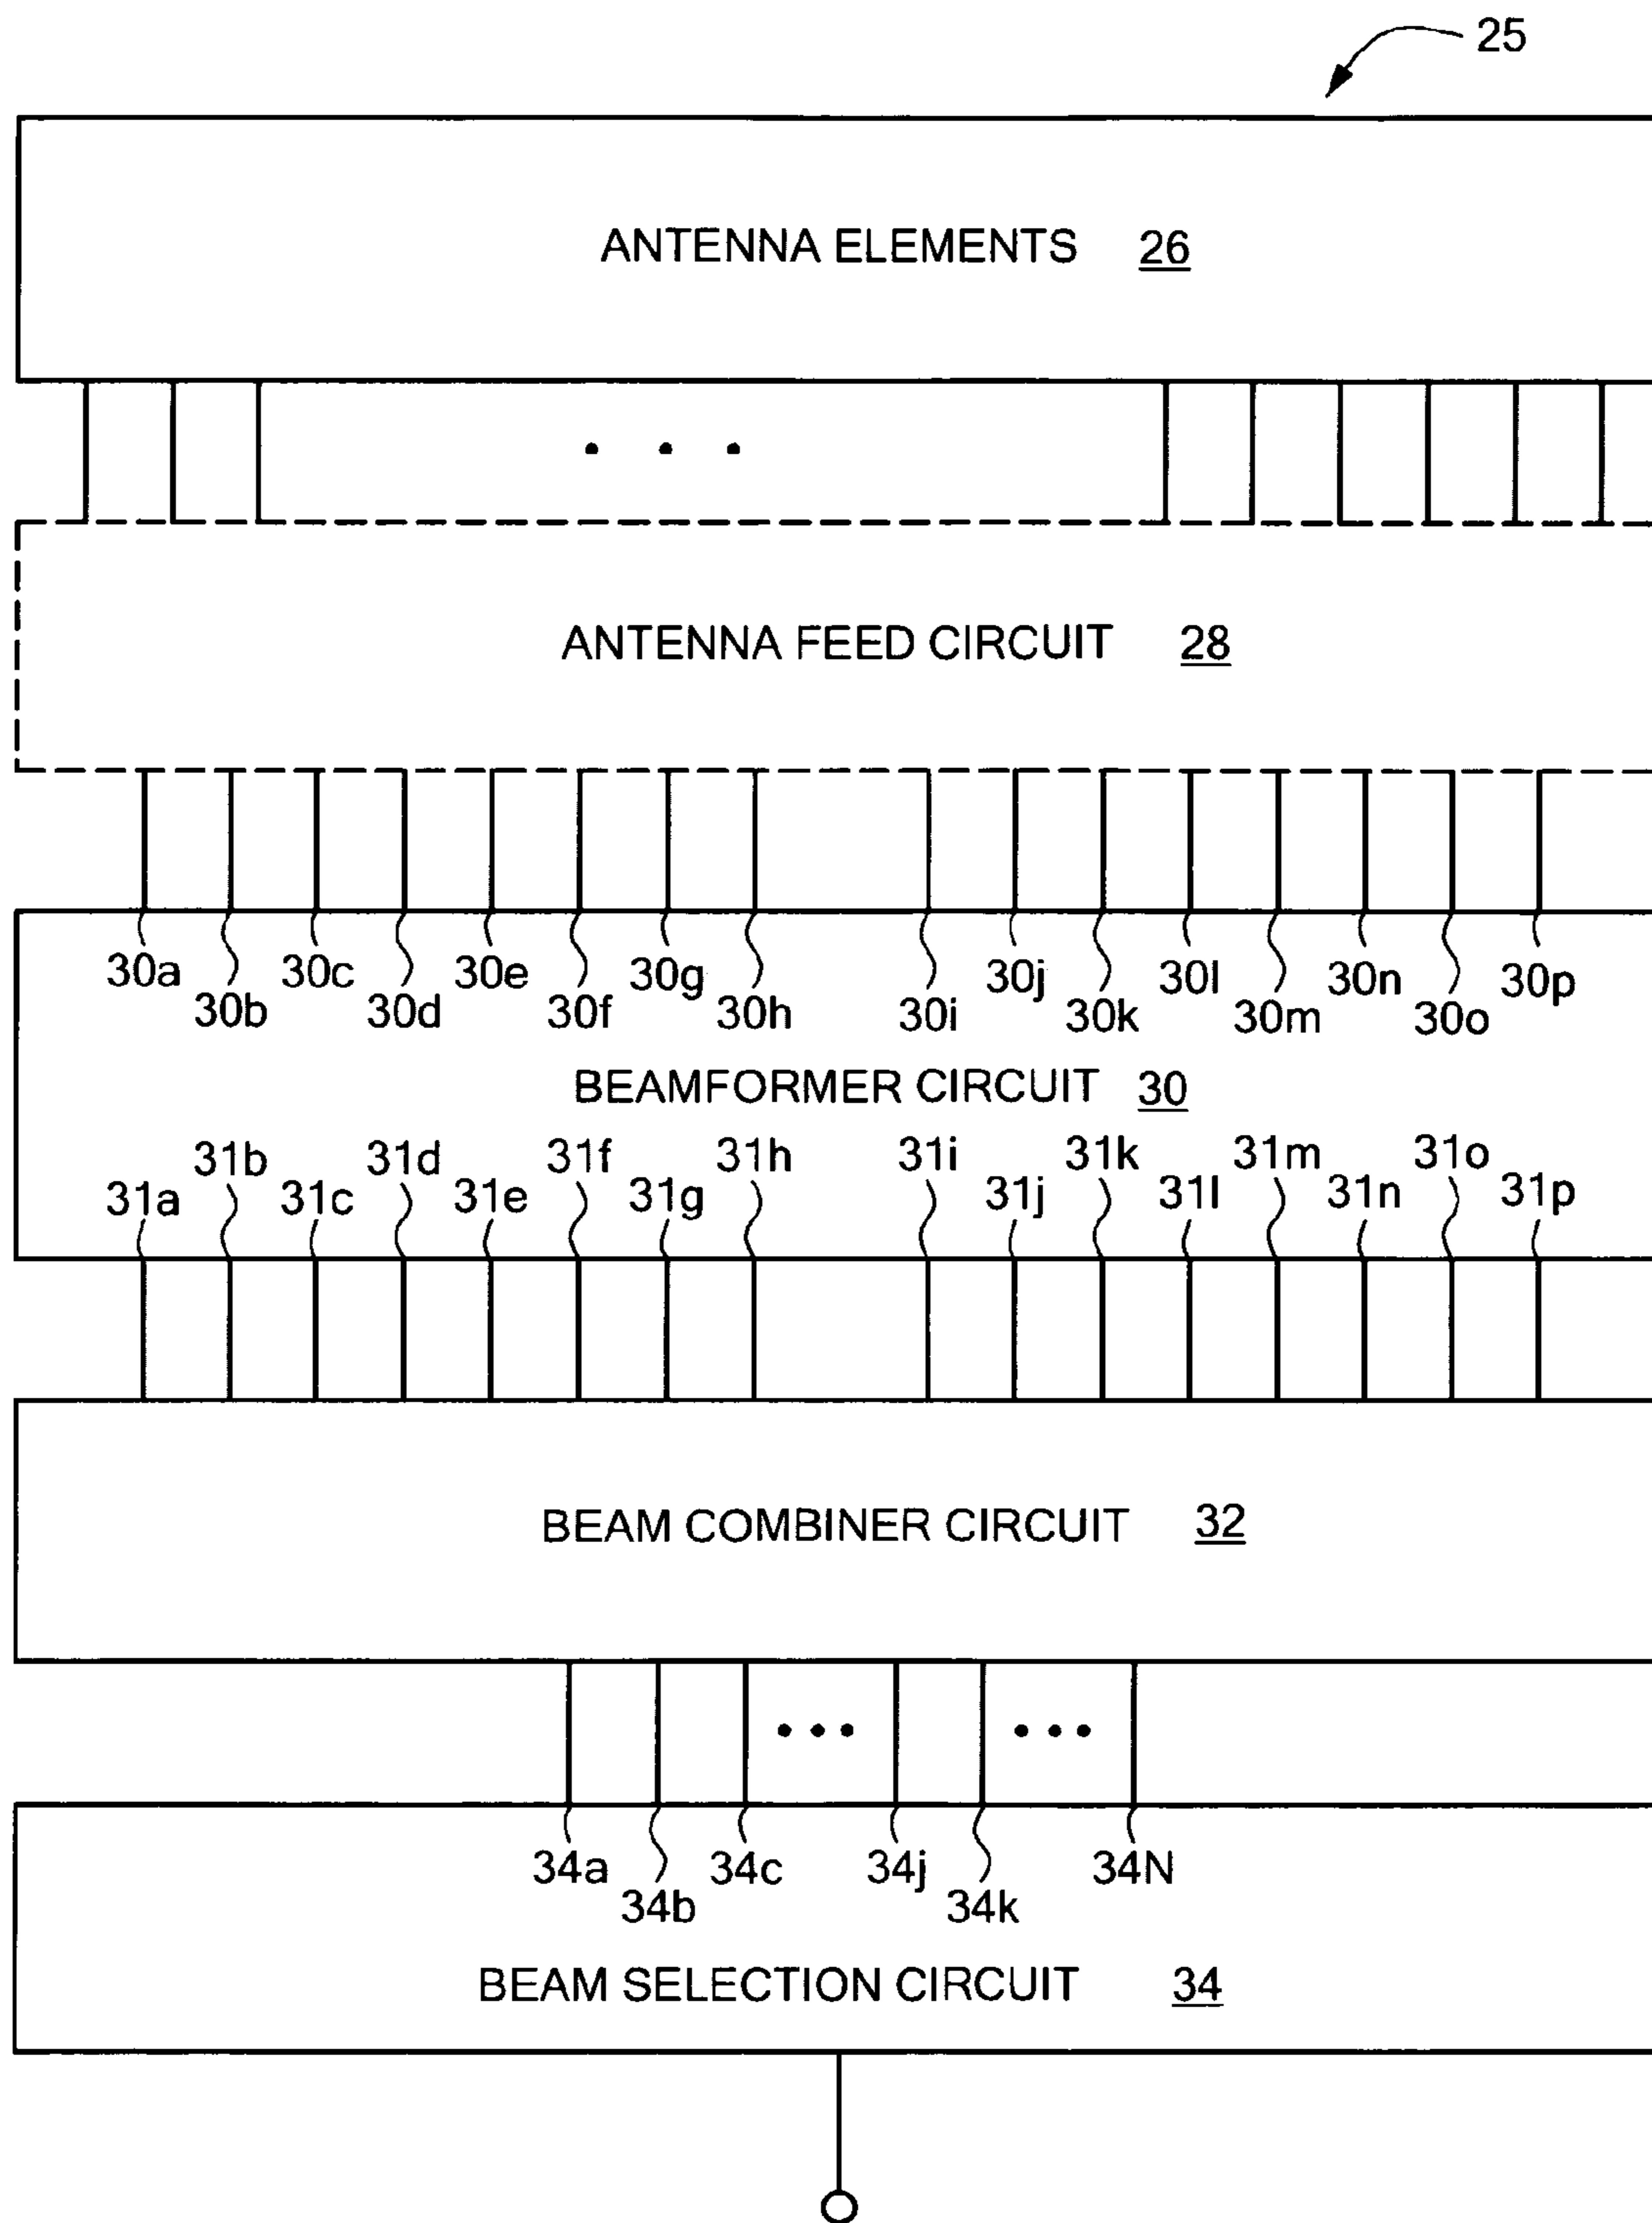 25
ANTENNA ELEMENTS 26
ANTENNA FEED CIRCUIT 28
30a 30c 30e 30g 30j 30l 30n 30p
30b 30d 30f 30h 30i 30k 30m 30o
BEAMFORMER CIRCUIT 30
31b 31d 31f 31h 31i 31k 31m 31o
31a 31c 31e 31g 31j 31l 31n 31p
BEAM COMBINER CIRCUIT 32
34a 34c 34j 34N
34b 34k
BEAM SELECTION CIRCUIT 34